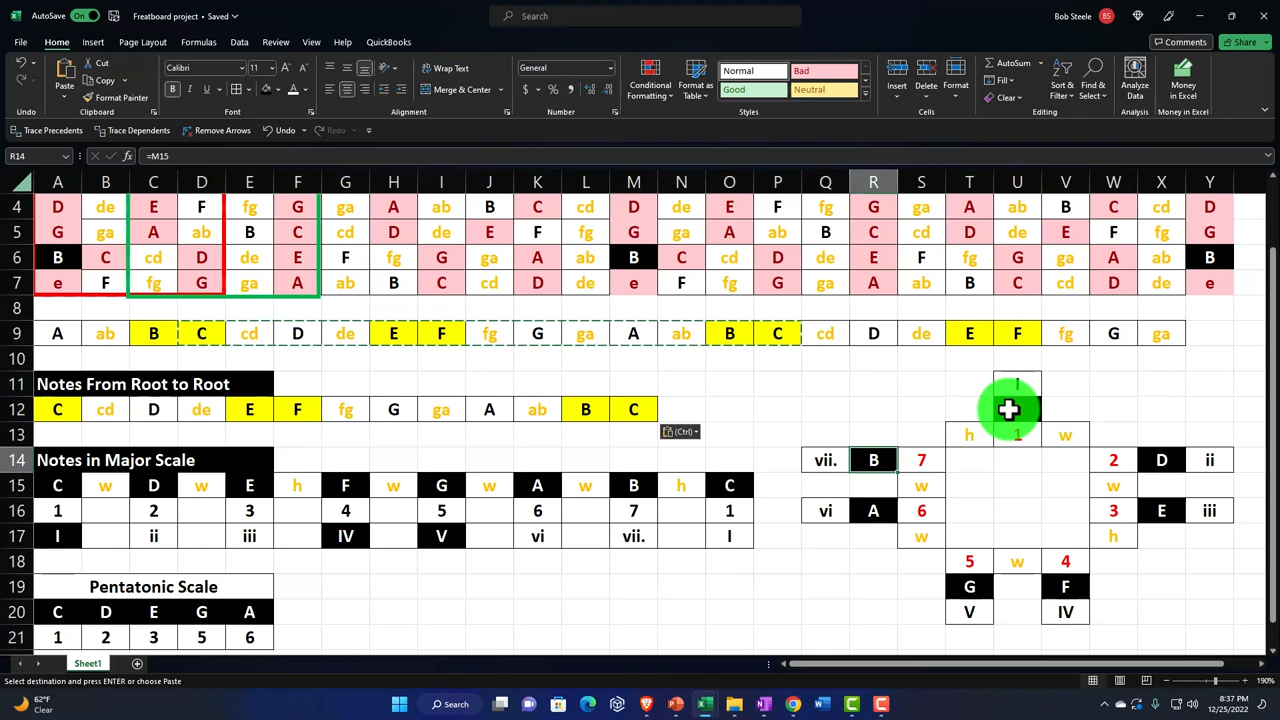 AutoSave On Freatboard project • Saved Search Bob Steele BS
File Home Insert Page Layout Formulas Data Review View Help QuickBooks Comments Share
Paste Cut Copy Format Painter Calibri 11 Wrap Text Merge & Center General Conditional Formatting Format as Table Normal Bad Good Neutral Insert Delete Format AutoSum Fill Clear Sort & Filter Find & Select Analyze Data Money in Excel
Undo Clipboard Font Alignment Number Styles Cells Editing Analysis Money in Excel
Trace Precedents Trace Dependents Remove Arrows Undo Redo
R14 fx =M15
A B C D E F G H I J K L M N O P Q R S T U V W X Y
4 D de E F fg G ga A ab B C cd D de E F fg G ga A ab B C cd D
5 G ga A ab B C cd D de E F fg G ga A ab B C cd D de E F fg G
6 B C cd D de E F fg G ga A ab B C cd D de E F fg G ga A ab B
7 e F fg G ga A ab B C cd D de e F fg G ga A ab B C cd D de e
8
9 A ab B C cd D de E F fg G ga A ab B C cd D de E F fg G ga
10
11 Notes From Root to Root I
12 C cd D de E F fg G ga A ab B C
13 (Ctrl) h 1 w
14 Notes in Major Scale vii. B 7 2 D ii
15 C w D w E h F w G w A w B h C w w
16 1 2 3 4 5 6 7 1 vi A 6 3 E iii
17 I ii iii IV V vi vii. I w h
18 5 w 4
19 Pentatonic Scale G F
20 C D E G A V IV
21 1 2 3 5 6
Sheet1
Select destination and press ENTER or choose Paste 190%
62°F
Clear
Search
8:37 PM
12/25/2022